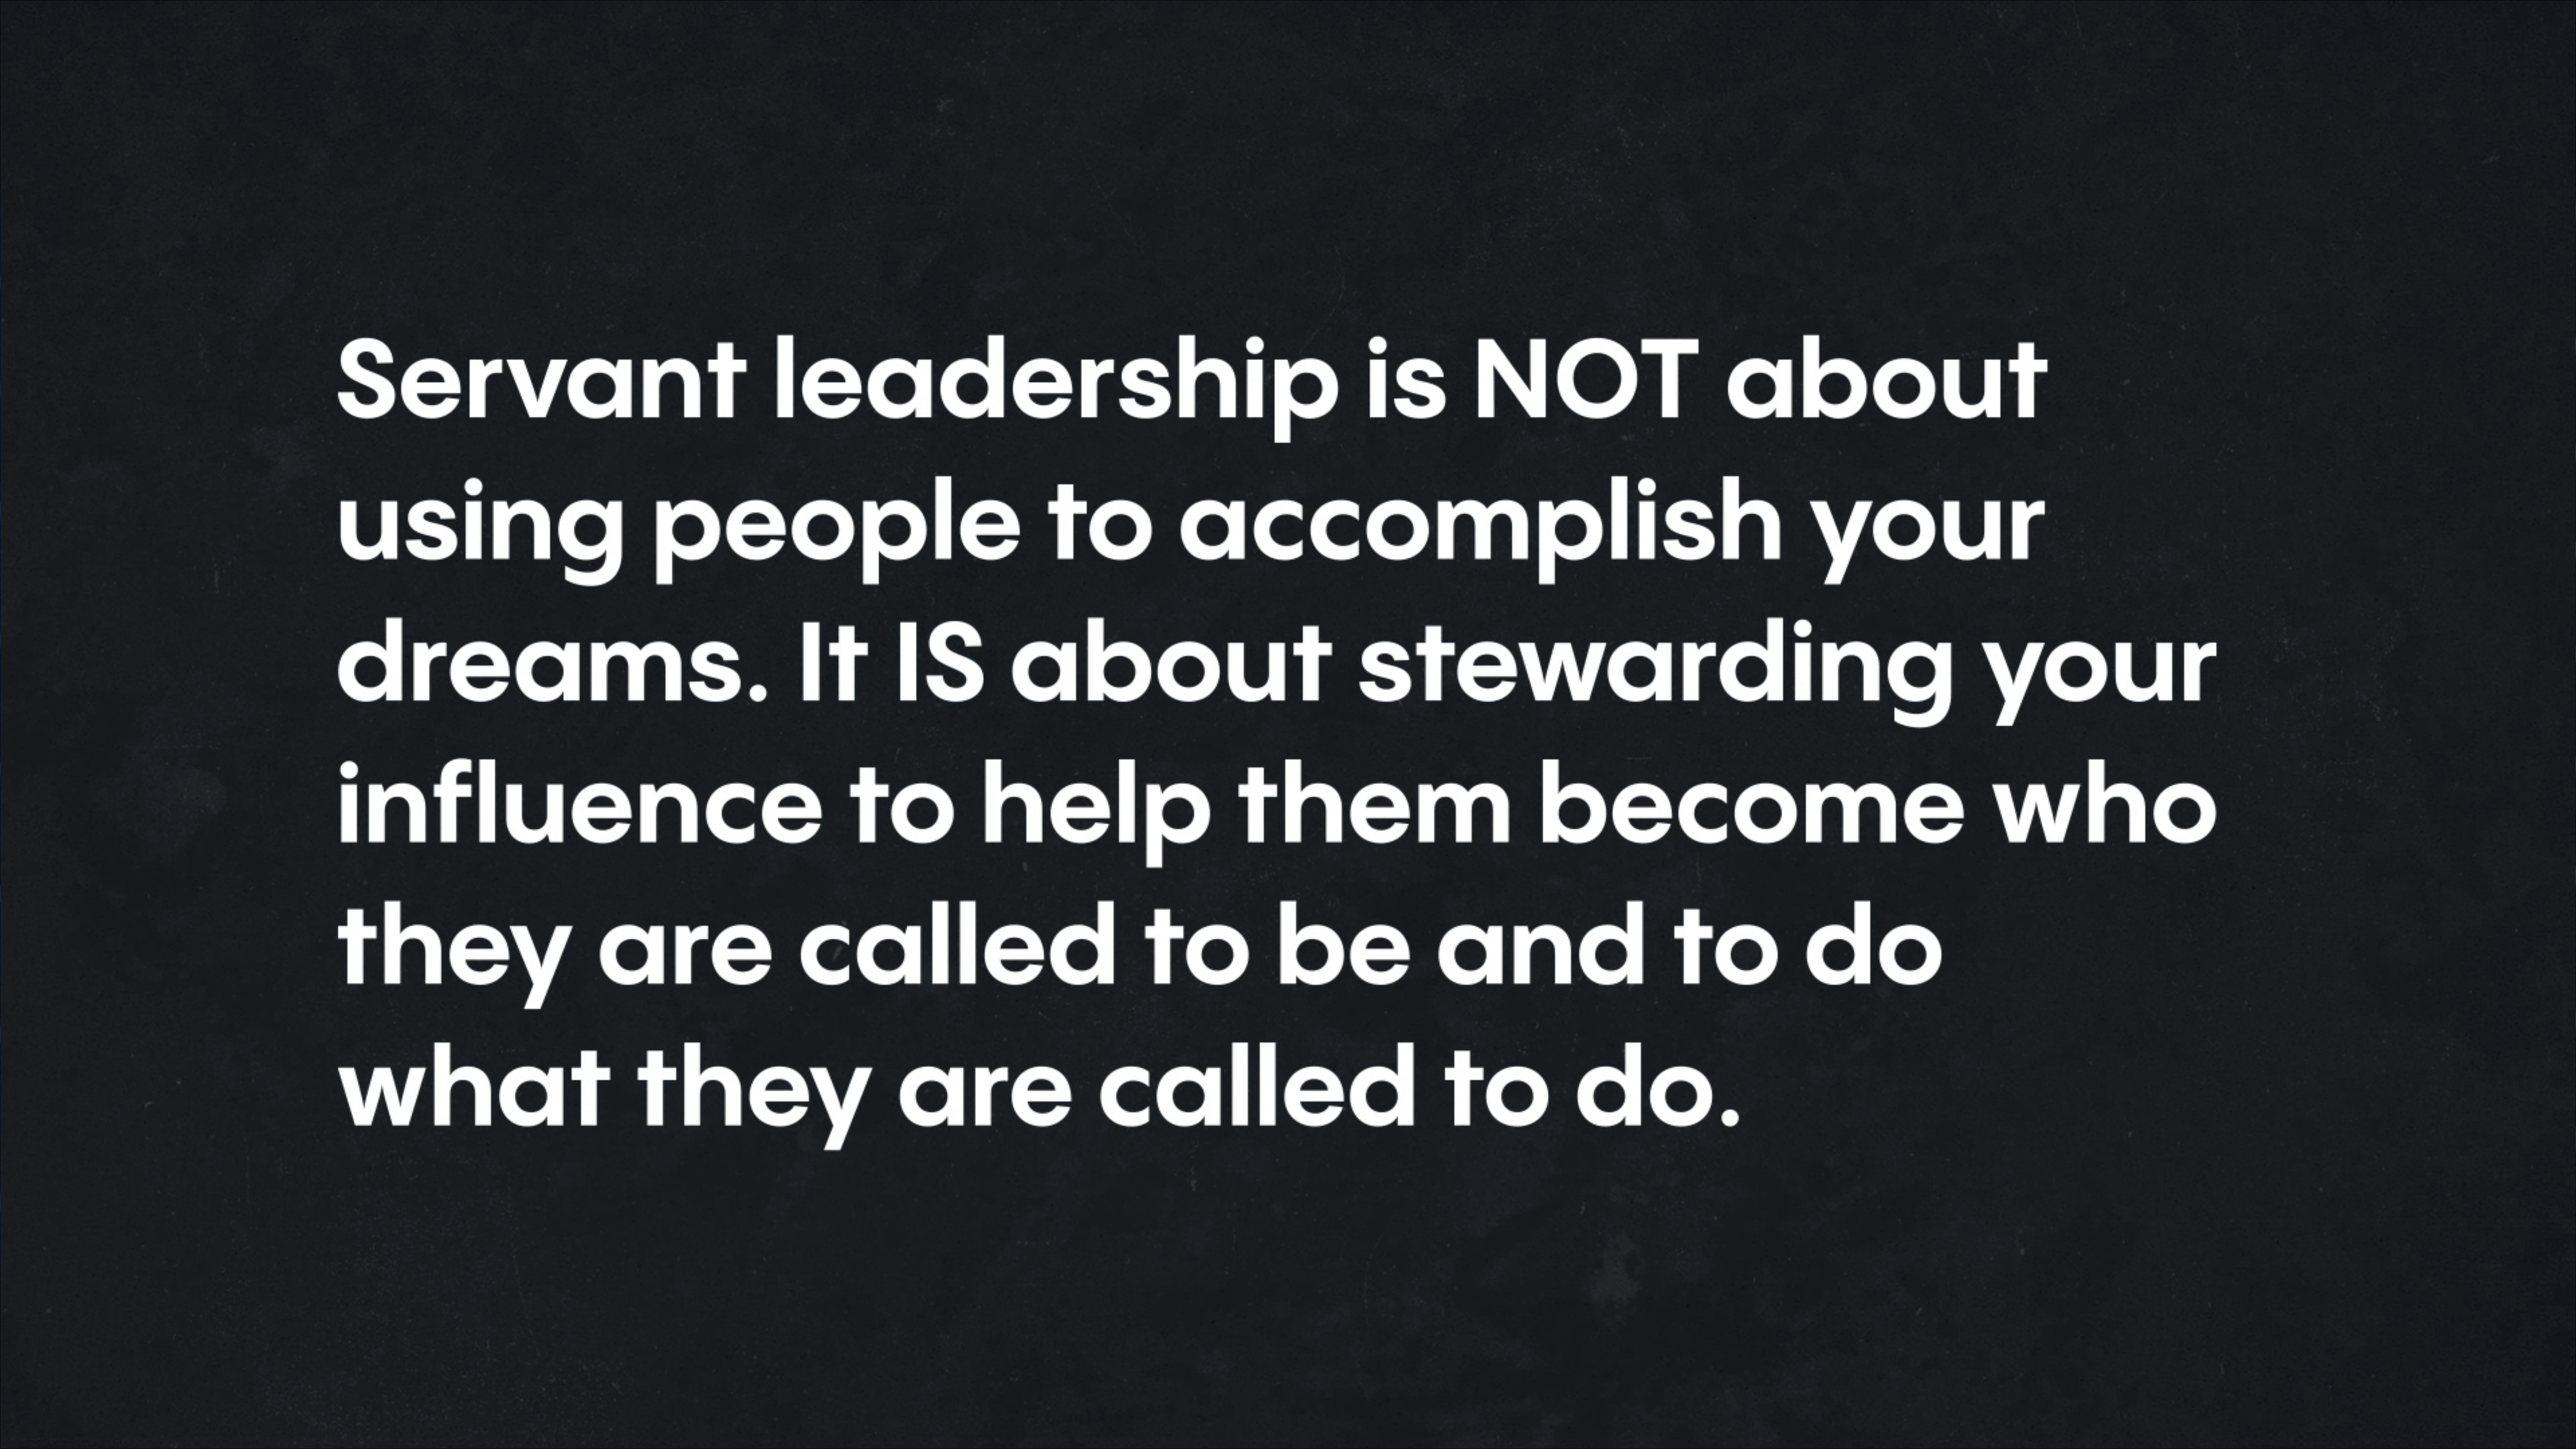 Servant leadership is NOT about
using people to accomplish your
dreams. It IS about stewarding your
influence to help them become who
they are called to be and to do
what they are called to do.